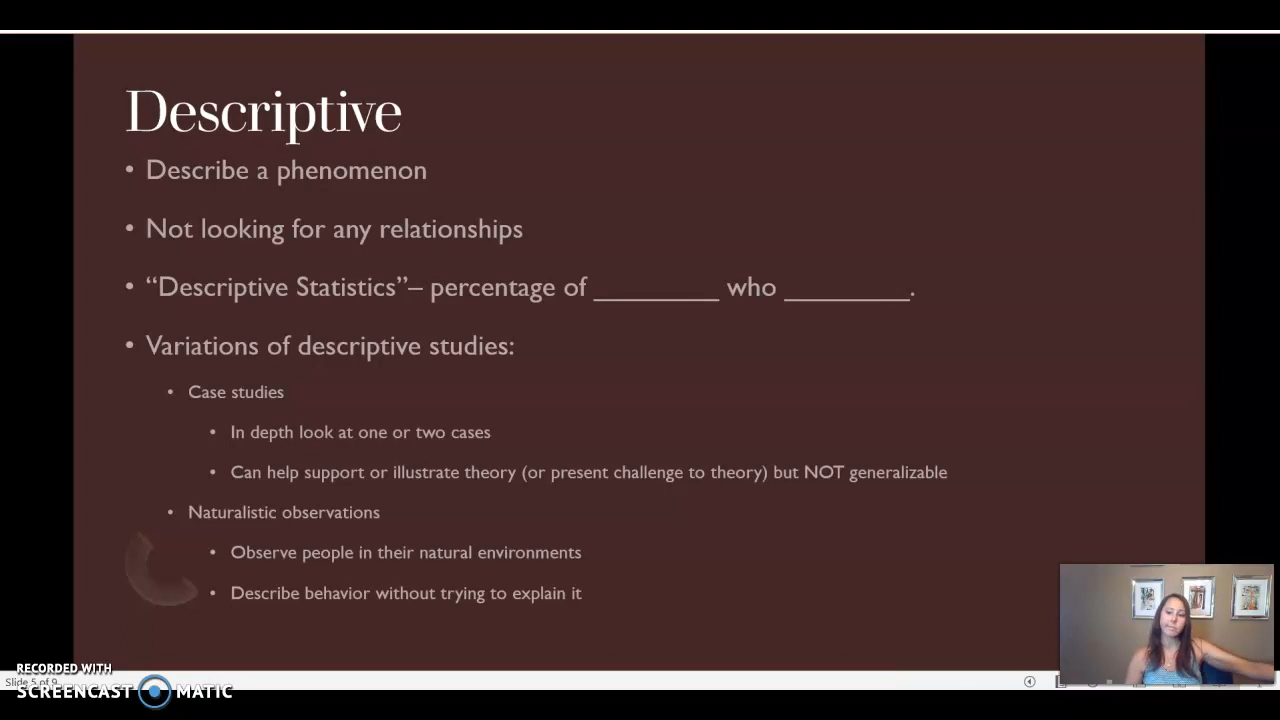 Descriptive
• Describe a phenomenon
• Not looking for any relationships
• “Descriptive Statistics”– percentage of _________ who _________.
• Variations of descriptive studies:
• Case studies
• In depth look at one or two cases
• Can help support or illustrate theory (or present challenge to theory) but NOT generalizable
• Naturalistic observations
• Observe people in their natural environments
• Describe behavior without trying to explain it
RECORDED WITH
Slide 5 of 9
SCREENCAST MATIC